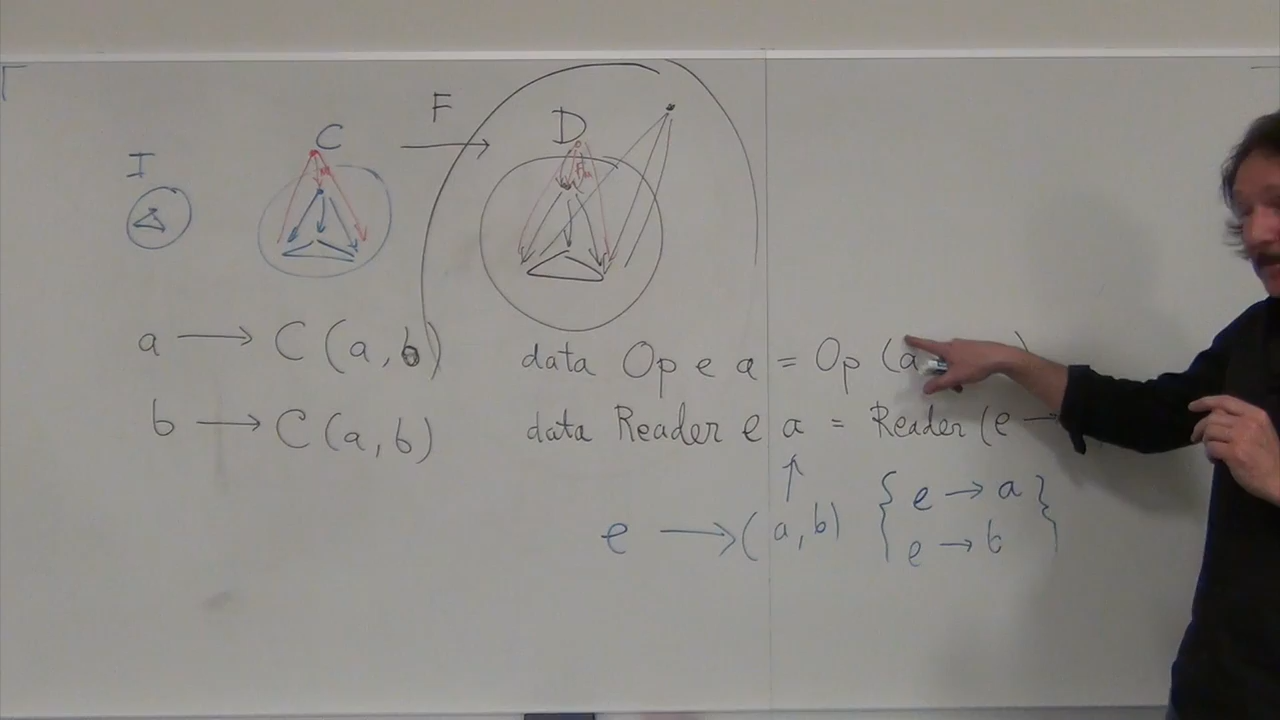 F
C
D
I
a → C (a, b)
data Op e a = Op (a
b → C (a, b)
data Reader e a = Reader (e →
↑
e → (a, b) { e → a
e → b }